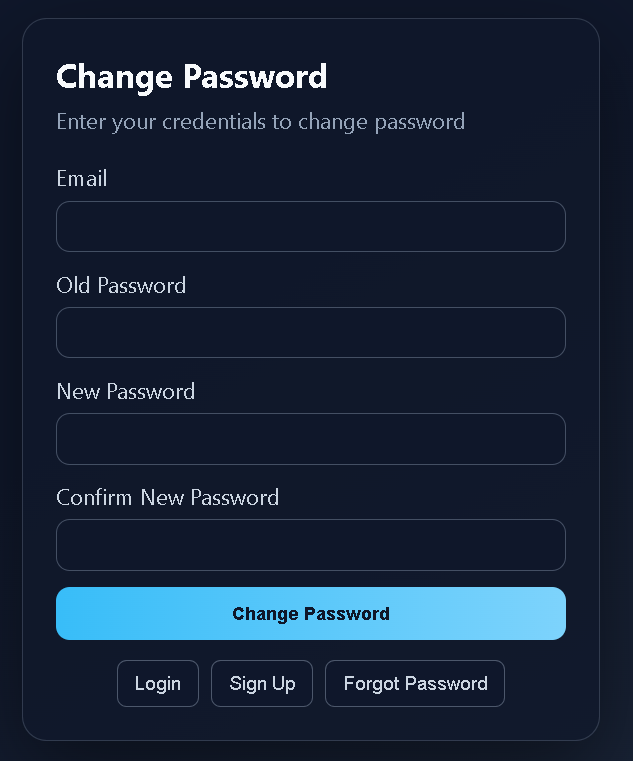 Change Password
Enter your credentials to change password
Email
Old Password
New Password
Confirm New Password
Change Password
Login
Sign Up
Forgot Password